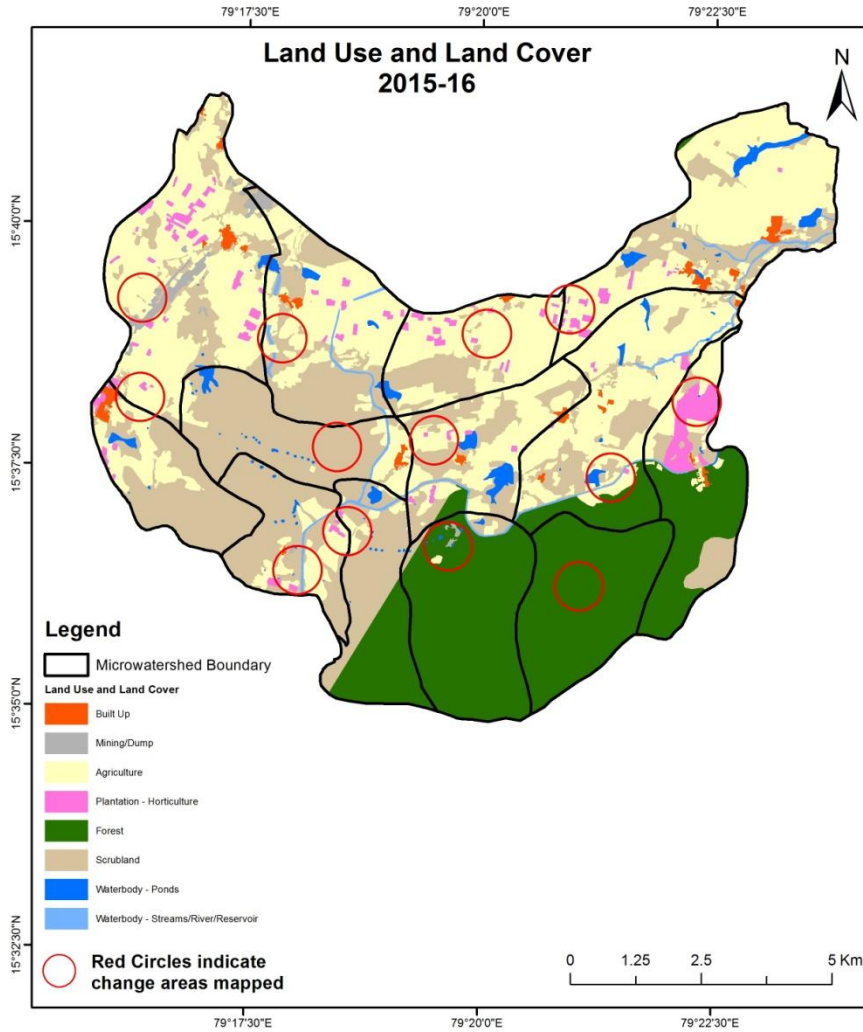 79°17'30"E 79°20'0"E 79°22'30"E
Land Use and Land Cover
2015-16
N
15°40'0"N
15°37'30"N
15°35'0"N
15°32'30"N
Legend
Microwatershed Boundary
Land Use and Land Cover
Built Up
Mining/Dump
Agriculture
Plantation - Horticulture
Forest
Scrubland
Waterbody - Ponds
Waterbody - Streams/River/Reservoir
Red Circles indicate
change areas mapped
0 1.25 2.5 5 Km
79°17'30"E 79°20'0"E 79°22'30"E